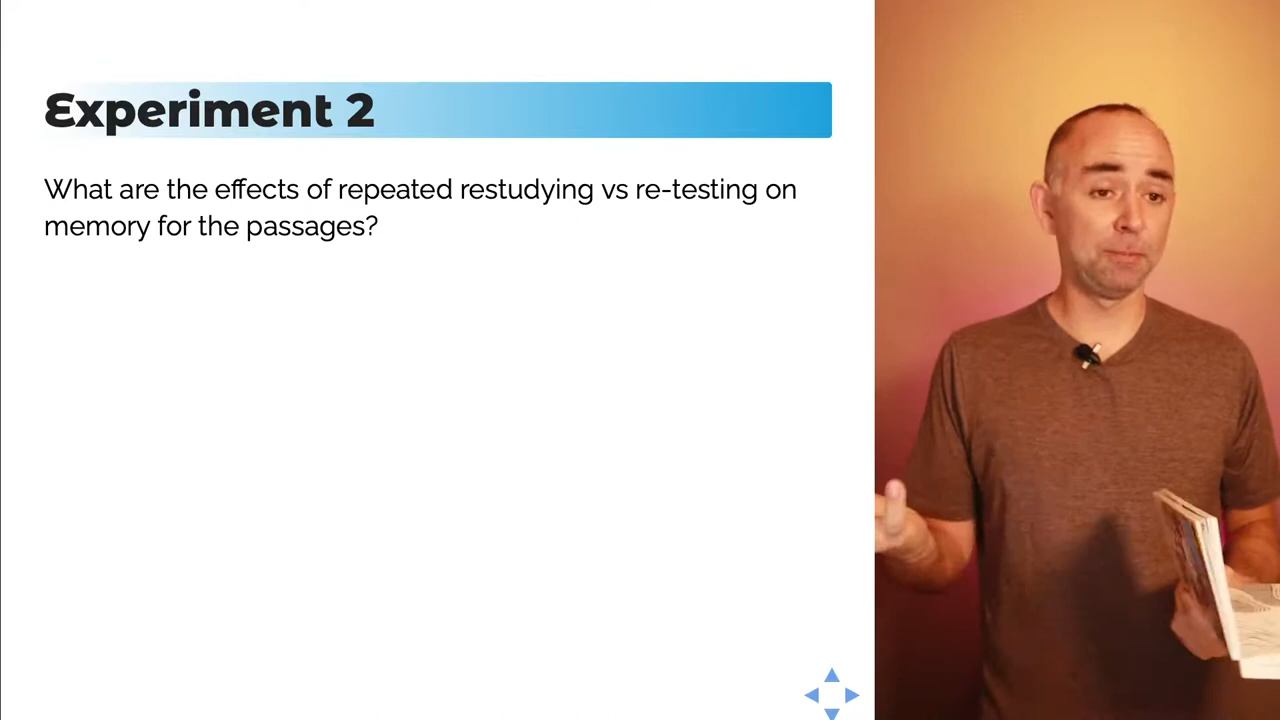 Experiment 2
What are the effects of repeated restudying vs re-testing on
memory for the passages?